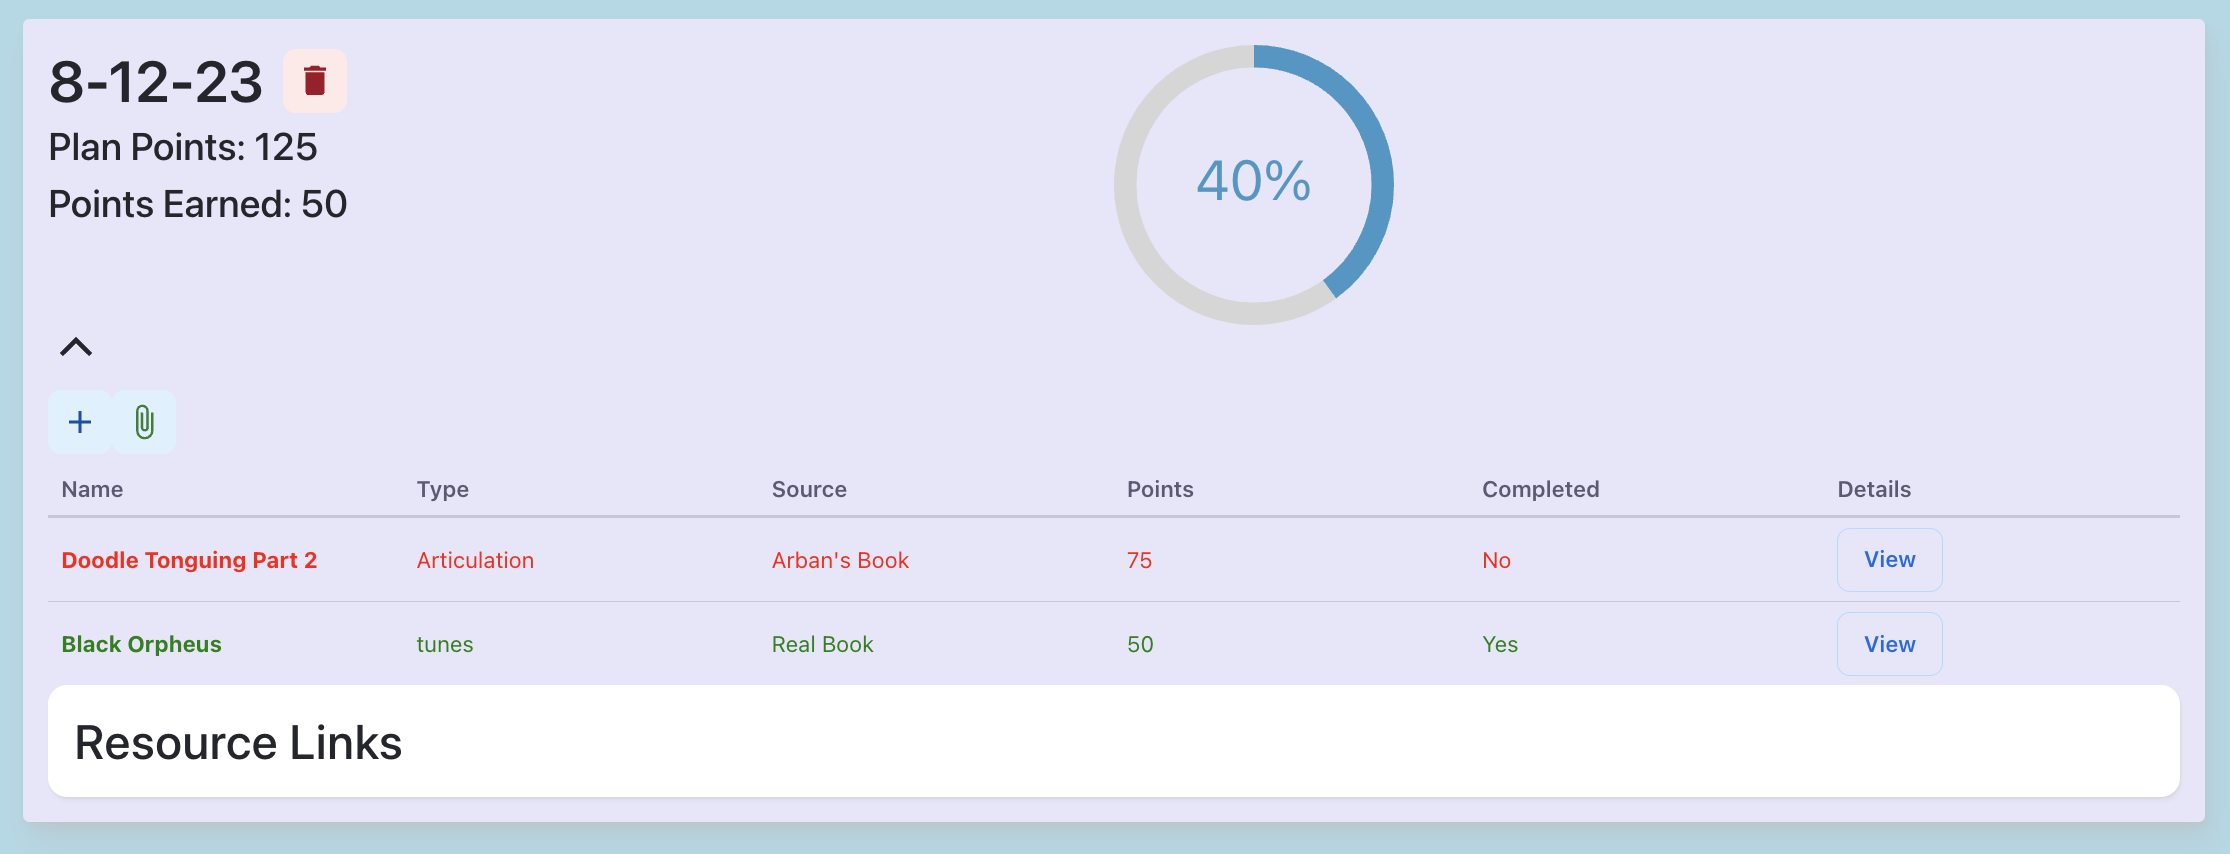 8-12-23
Plan Points: 125
Points Earned: 50
40%
Name Type Source Points Completed Details
Doodle Tonguing Part 2 Articulation Arban's Book 75 No View
Black Orpheus tunes Real Book 50 Yes View
Resource Links